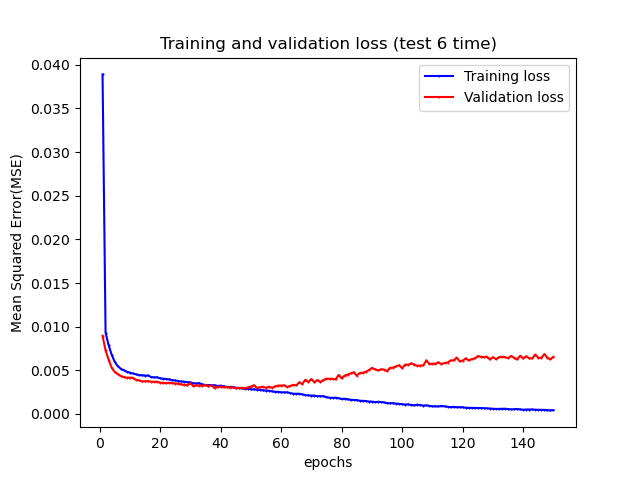 Training and validation loss (test 6 time)
Training loss
Validation loss
Mean Squared Error(MSE)
0.040
0.035
0.030
0.025
0.020
0.015
0.010
0.005
0.000
0 20 40 60 80 100 120 140
epochs